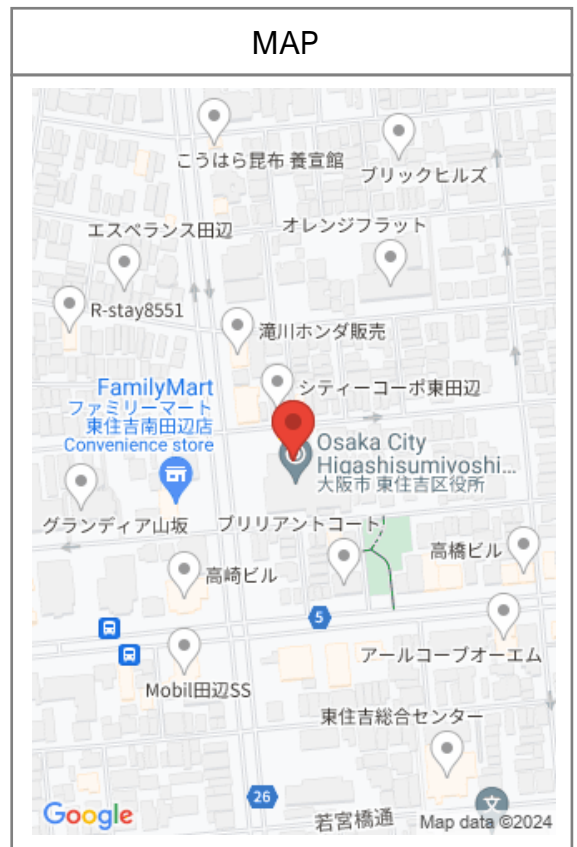 MAP
こうはら昆布 養宣館
ブリックヒルズ
エスペランス田辺
オレンジフラット
R-stay8551
滝川ホンダ販売
シティーコーポ東田辺
FamilyMart
ファミリーマート
東住吉南田辺店
Convenience store
Osaka City
Higashisumiyoshi...
大阪市 東住吉区役所
グランディア山坂
ブリリアントコート
高橋ビル
高崎ビル
5
アールコーブオーエム
Mobil田辺SS
東住吉総合センター
26
文
若宮橋通
Google
Map data ©2024